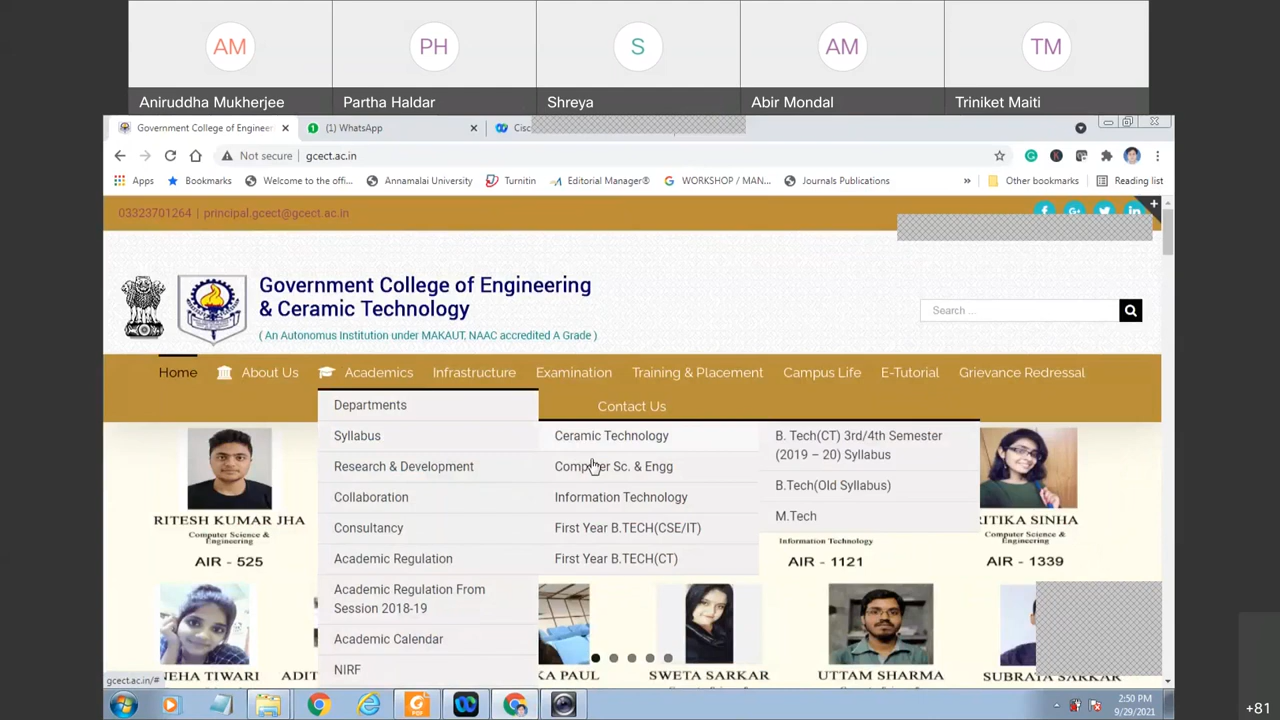 AM
PH
S
AM
TM
Aniruddha Mukherjee
Partha Haldar
Shreya
Abir Mondal
Triniket Maiti
Government College of Engineer
(1) WhatsApp
Cisc
Not secure | gcect.ac.in
Apps
Bookmarks
Welcome to the offi...
Annamalai University
Turnitin
Editorial Manager®
WORKSHOP / MAN...
Journals Publications
»
Other bookmarks
Reading list
03323701264 | principal.gcect@gcect.ac.in
Government College of Engineering
& Ceramic Technology
( An Autonomus Institution under MAKAUT, NAAC accredited A Grade )
Search ...
Home
About Us
Academics
Infrastructure
Examination
Training & Placement
Campus Life
E-Tutorial
Grievance Redressal
Contact Us
Departments
Syllabus
Research & Development
Collaboration
Consultancy
Academic Regulation
Academic Regulation From
Session 2018-19
Academic Calendar
NIRF
Ceramic Technology
Computer Sc. & Engg
Information Technology
First Year B.TECH(CSE/IT)
First Year B.TECH(CT)
B. Tech(CT) 3rd/4th Semester
(2019 – 20) Syllabus
B.Tech(Old Syllabus)
M.Tech
RITESH KUMAR JHA
Computer Science &
Engineering
AIR - 525
Information Technology
AIR - 1121
RITIKA SINHA
Computer Science &
Engineering
AIR - 1339
NEHA TIWARI
ADIT
KA PAUL
SWETA SARKAR
UTTAM SHARMA
SUBRATA SARKAR
gcect.ac.in/#
2:50 PM
9/29/2021
+81